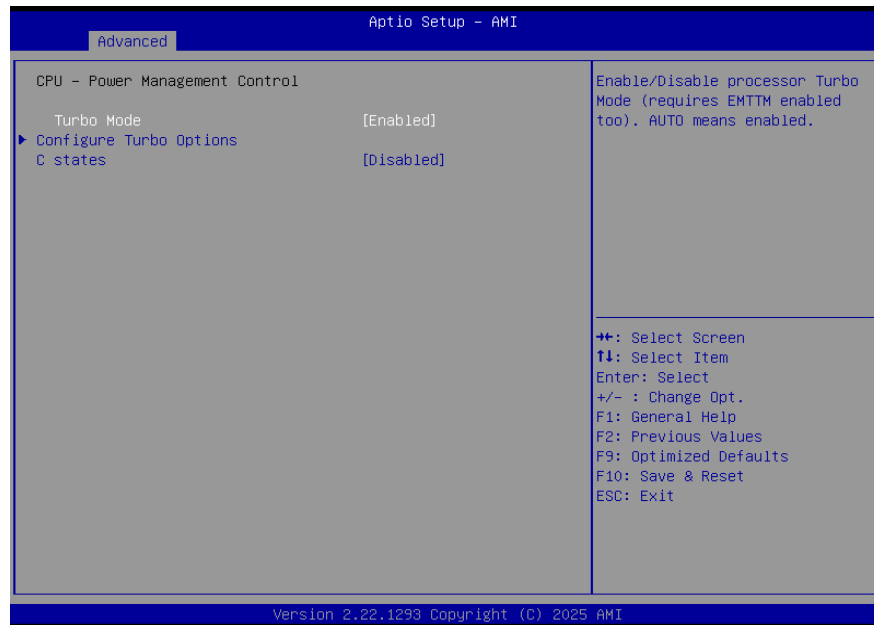 Aptio Setup – AMI
Advanced
CPU – Power Management Control
Turbo Mode [Enabled]
Configure Turbo Options
C states [Disabled]
Enable/Disable processor Turbo
Mode (requires EMTTM enabled
too). AUTO means enabled.
→←: Select Screen
↑↓: Select Item
Enter: Select
+/- : Change Opt.
F1: General Help
F2: Previous Values
F9: Optimized Defaults
F10: Save & Reset
ESC: Exit
Version 2.22.1293 Copyright (C) 2025 AMI